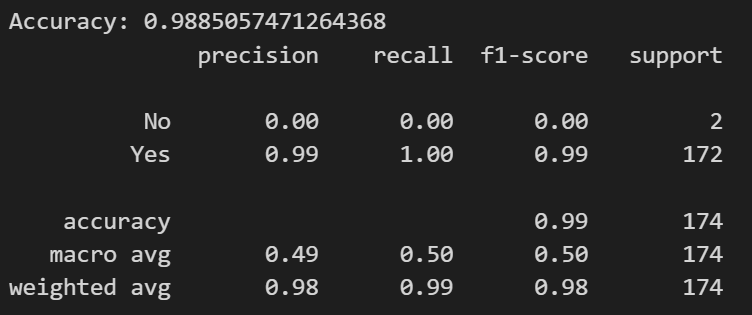 Accuracy: 0.9885057471264368
precision recall f1-score support
No 0.00 0.00 0.00 2
Yes 0.99 1.00 0.99 172
accuracy 0.99 174
macro avg 0.49 0.50 0.50 174
weighted avg 0.98 0.99 0.98 174